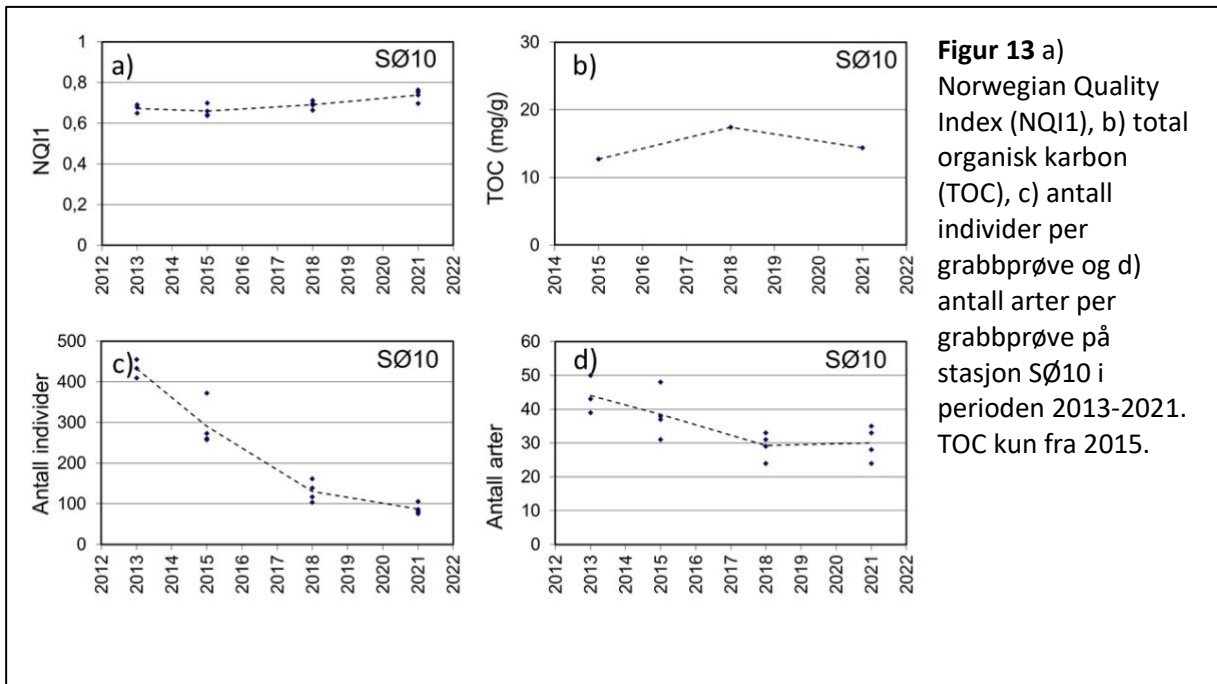 a)
SØ10
NQI1
1
0,8
0,6
0,4
0,2
0
2012
2013
2014
2015
2016
2017
2018
2019
2020
2021
2022
b)
SØ10
TOC (mg/g)
30
20
10
0
2014
2015
2016
2017
2018
2019
2020
2021
2022
c)
SØ10
Antall individer
500
400
300
200
100
0
2012
2013
2014
2015
2016
2017
2018
2019
2020
2021
2022
d)
SØ10
Antall arter
60
50
40
30
20
10
0
2012
2013
2014
2015
2016
2017
2018
2019
2020
2021
2022
Figur 13 a)
Norwegian Quality
Index (NQI1), b) total
organisk karbon
(TOC), c) antall
individer per
grabbprøve og d)
antall arter per
grabbprøve på
stasjon SØ10 i
perioden 2013-2021.
TOC kun fra 2015.